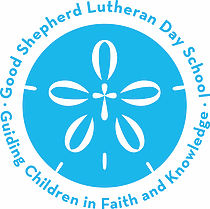 Good Shepherd Lutheran Day School
· Guiding Children in Faith and Knowledge ·